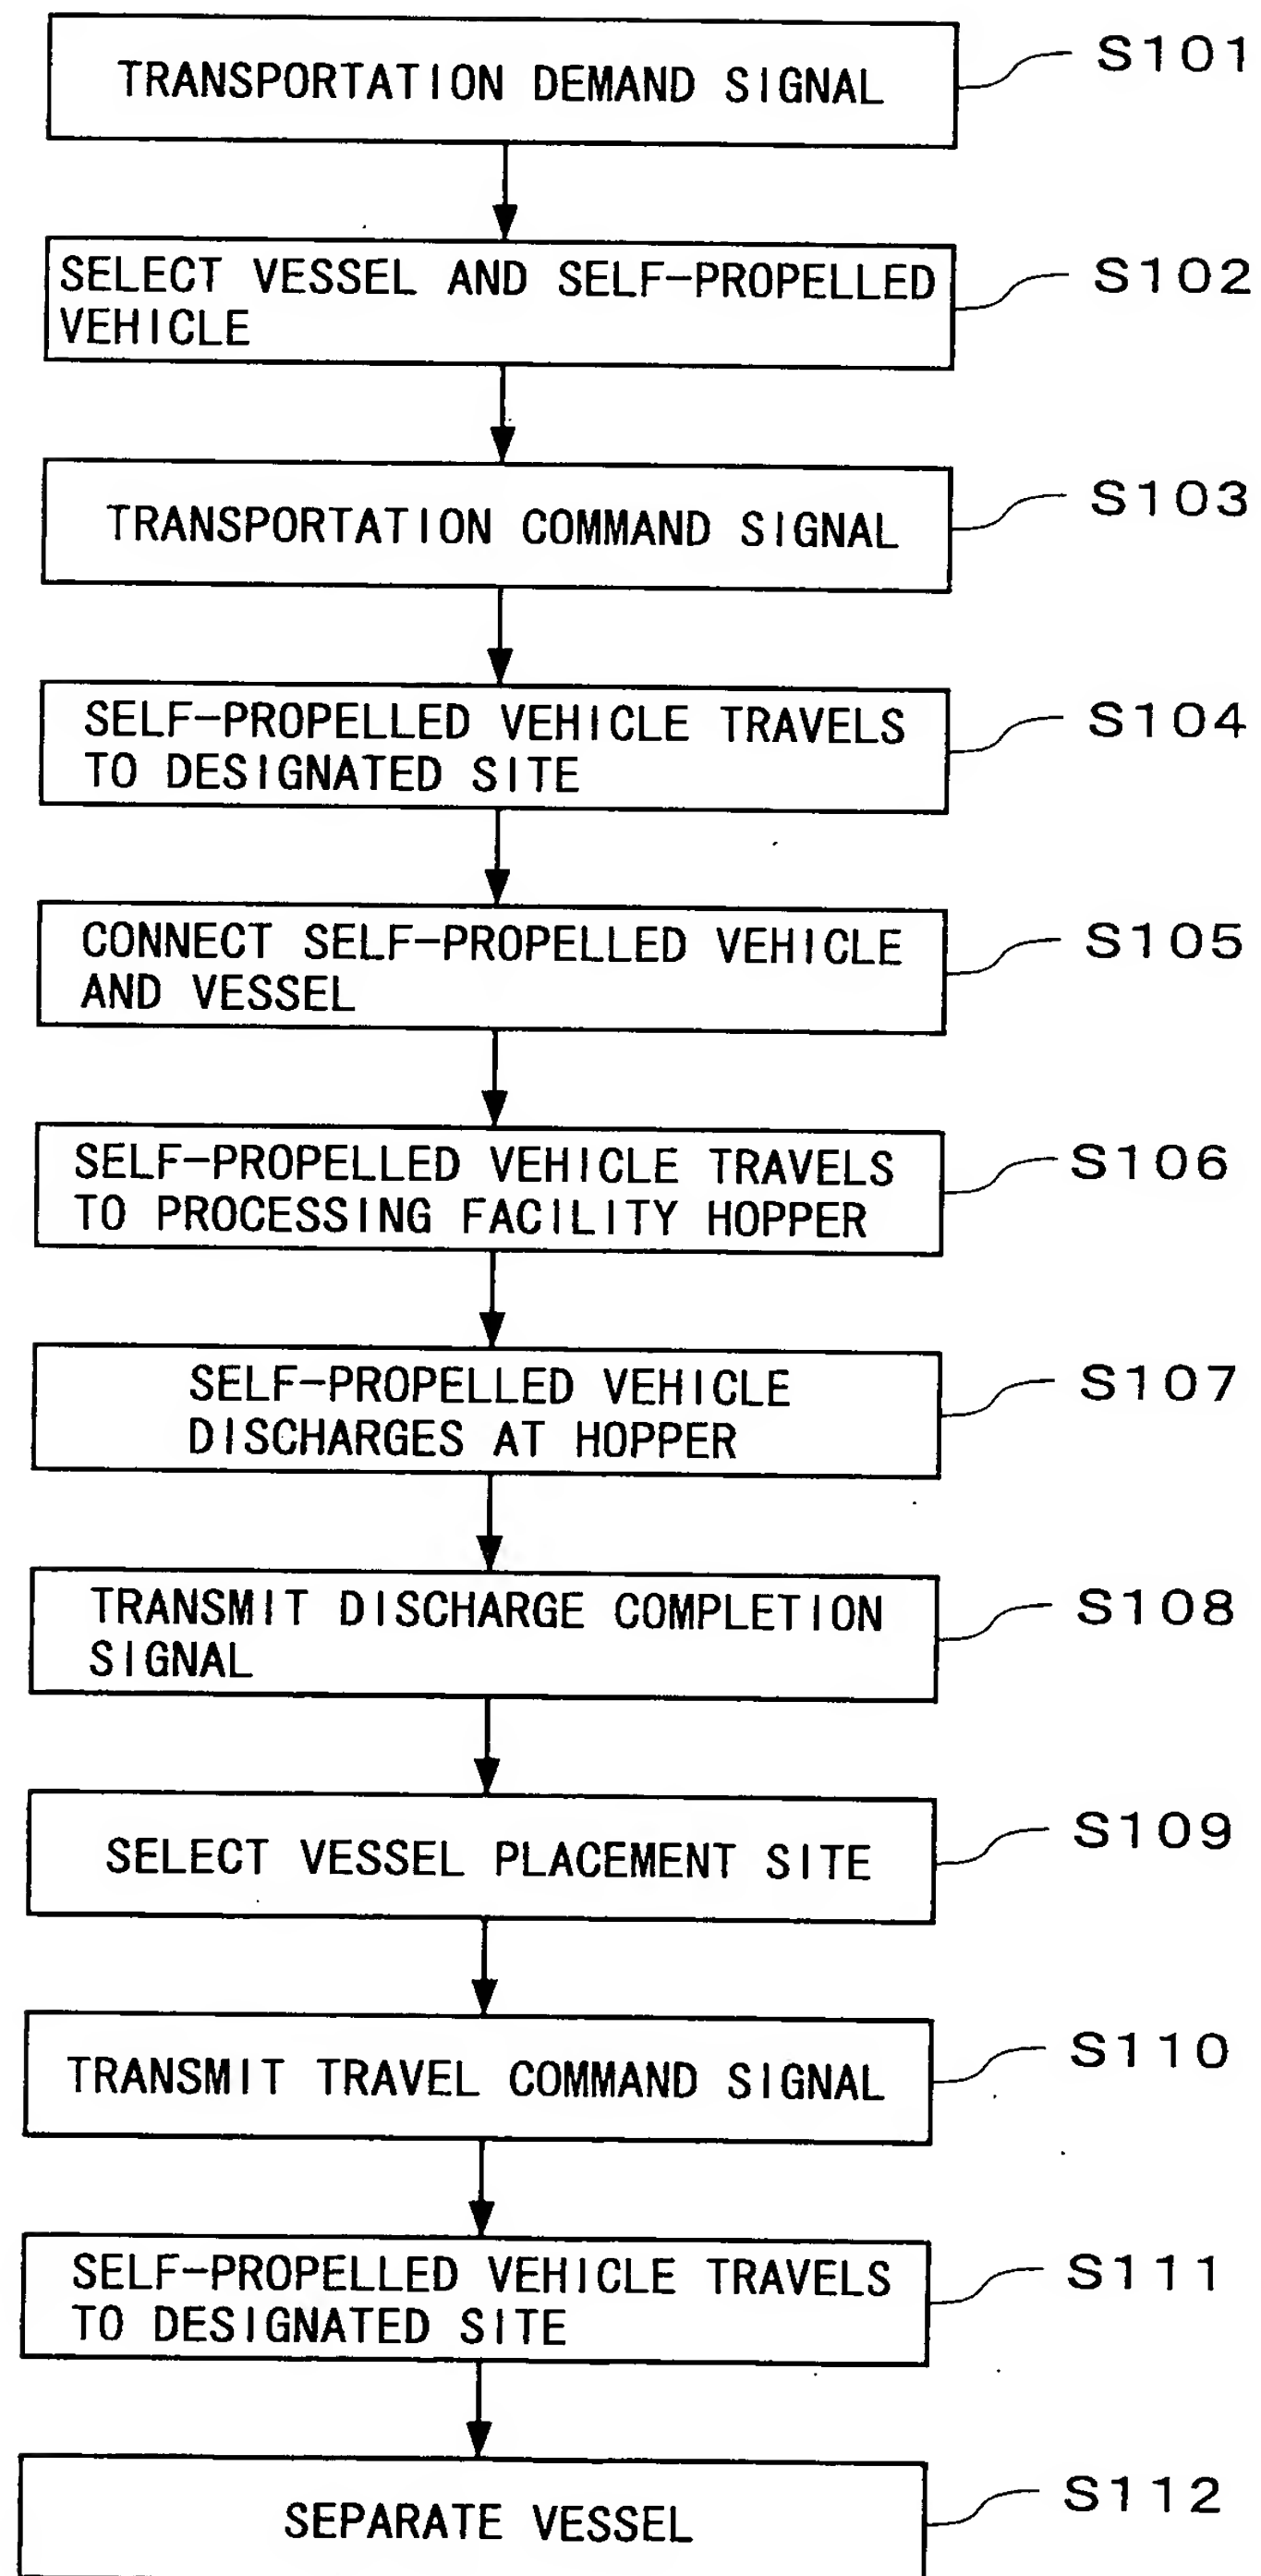 TRANSPORTATION DEMAND SIGNAL
S101
SELECT VESSEL AND SELF-PROPELLED
VEHICLE
S102
TRANSPORTATION COMMAND SIGNAL
S103
SELF-PROPELLED VEHICLE TRAVELS
TO DESIGNATED SITE
S104
CONNECT SELF-PROPELLED VEHICLE
AND VESSEL
S105
SELF-PROPELLED VEHICLE TRAVELS
TO PROCESSING FACILITY HOPPER
S106
SELF-PROPELLED VEHICLE
DISCHARGES AT HOPPER
S107
TRANSMIT DISCHARGE COMPLETION
SIGNAL
S108
SELECT VESSEL PLACEMENT SITE
S109
TRANSMIT TRAVEL COMMAND SIGNAL
S110
SELF-PROPELLED VEHICLE TRAVELS
TO DESIGNATED SITE
S111
SEPARATE VESSEL
S112